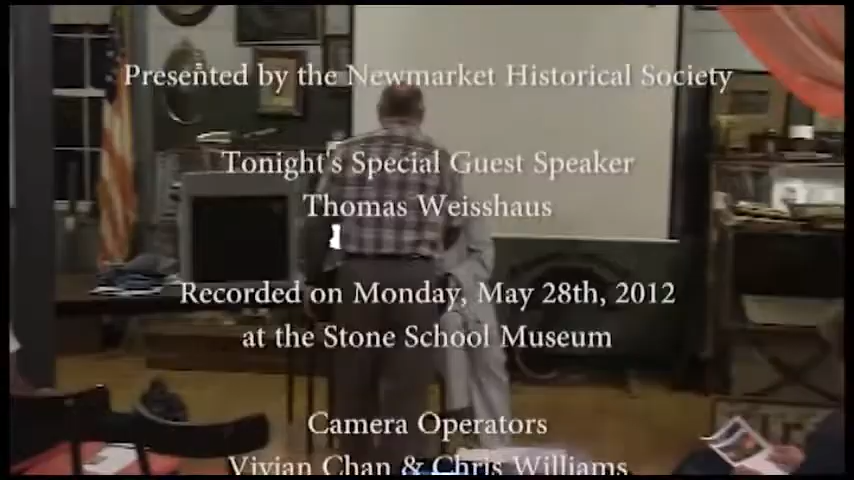 Presented by the Newmarket Historical Society
Tonight's Special Guest Speaker
Thomas Weisshaus
Recorded on Monday, May 28th, 2012
at the Stone School Museum
Camera Operators
Vivian Chan & Chris Williams